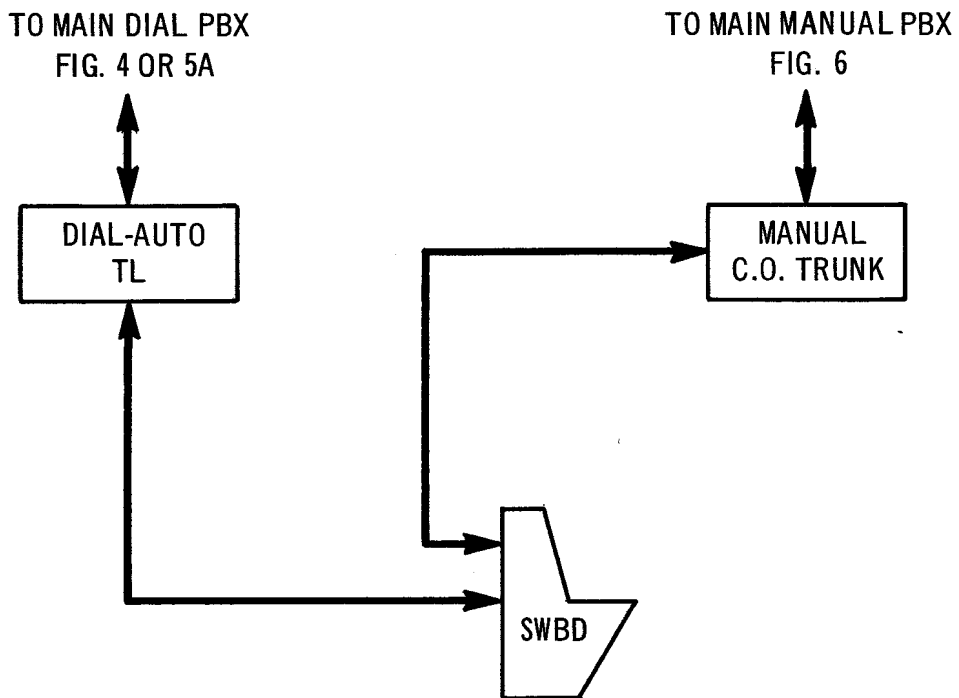 TO MAIN DIAL PBX
FIG. 4 OR 5A
TO MAIN MANUAL PBX
FIG. 6
DIAL-AUTO
TL
MANUAL
C.O. TRUNK
SWBD